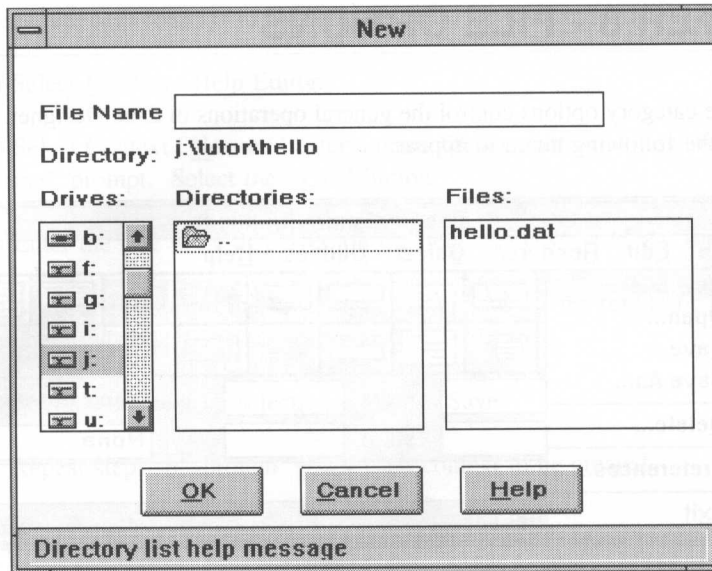 New
File Name
Directory: j:\tutor\hello
Drives: Directories: Files:
b: .. hello.dat
f:
g:
i:
j:
t:
u:
OK Cancel Help
Directory list help message